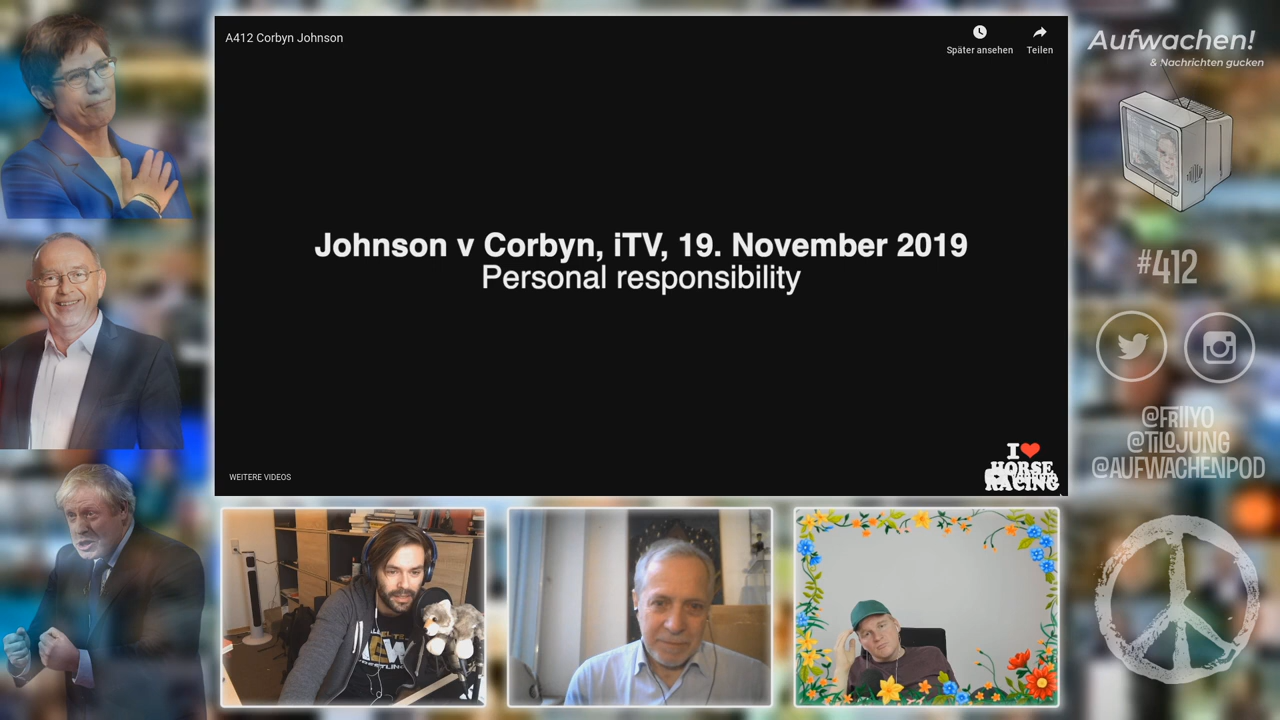 A412 Corbyn Johnson
Später ansehen
Teilen
Johnson v Corbyn, iTV, 19. November 2019
Personal responsibility
WEITERE VIDEOS
I
HORSE
RACING
Aufwachen!
& Nachrichten gucken
#412
@FRIIYO
@TILOJUNG
@AUFWACHENPOD
AEW